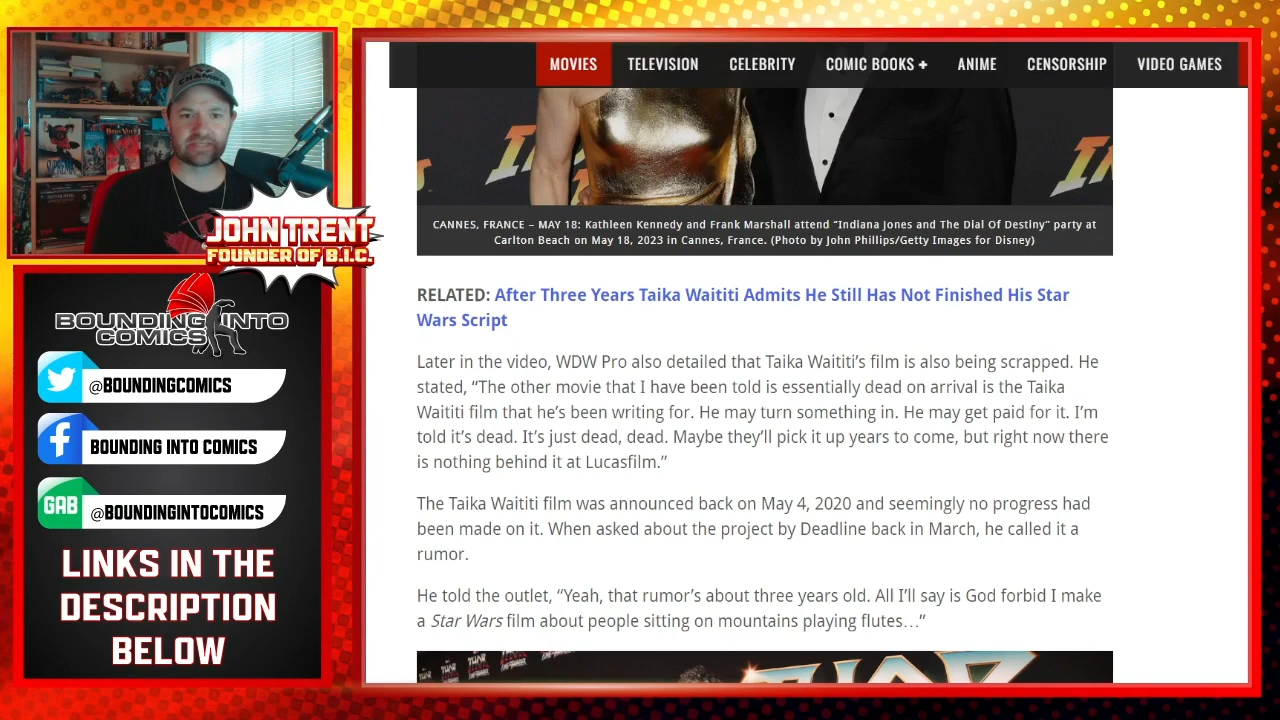 JOHN TRENT
FOUNDER OF B.I.C.
BOUNDING INTO
COMICS
@BOUNDINGCOMICS
BOUNDING INTO COMICS
GAB
@BOUNDINGINTOCOMICS
LINKS IN THE
DESCRIPTION
BELOW
MOVIES TELEVISION CELEBRITY COMIC BOOKS + ANIME CENSORSHIP VIDEO GAMES
CANNES, FRANCE – MAY 18: Kathleen Kennedy and Frank Marshall attend “Indiana Jones and The Dial Of Destiny” party at
Carlton Beach on May 18, 2023 in Cannes, France. (Photo by John Phillips/Getty Images for Disney)
RELATED: After Three Years Taika Waititi Admits He Still Has Not Finished His Star
Wars Script
Later in the video, WDW Pro also detailed that Taika Waititi’s film is also being scrapped. He
stated, “The other movie that I have been told is essentially dead on arrival is the Taika
Waititi film that he’s been writing for. He may turn something in. He may get paid for it. I’m
told it’s dead. It’s just dead, dead. Maybe they’ll pick it up years to come, but right now there
is nothing behind it at Lucasfilm.”
The Taika Waititi film was announced back on May 4, 2020 and seemingly no progress had
been made on it. When asked about the project by Deadline back in March, he called it a
rumor.
He told the outlet, “Yeah, that rumor’s about three years old. All I’ll say is God forbid I make
a Star Wars film about people sitting on mountains playing flutes…”